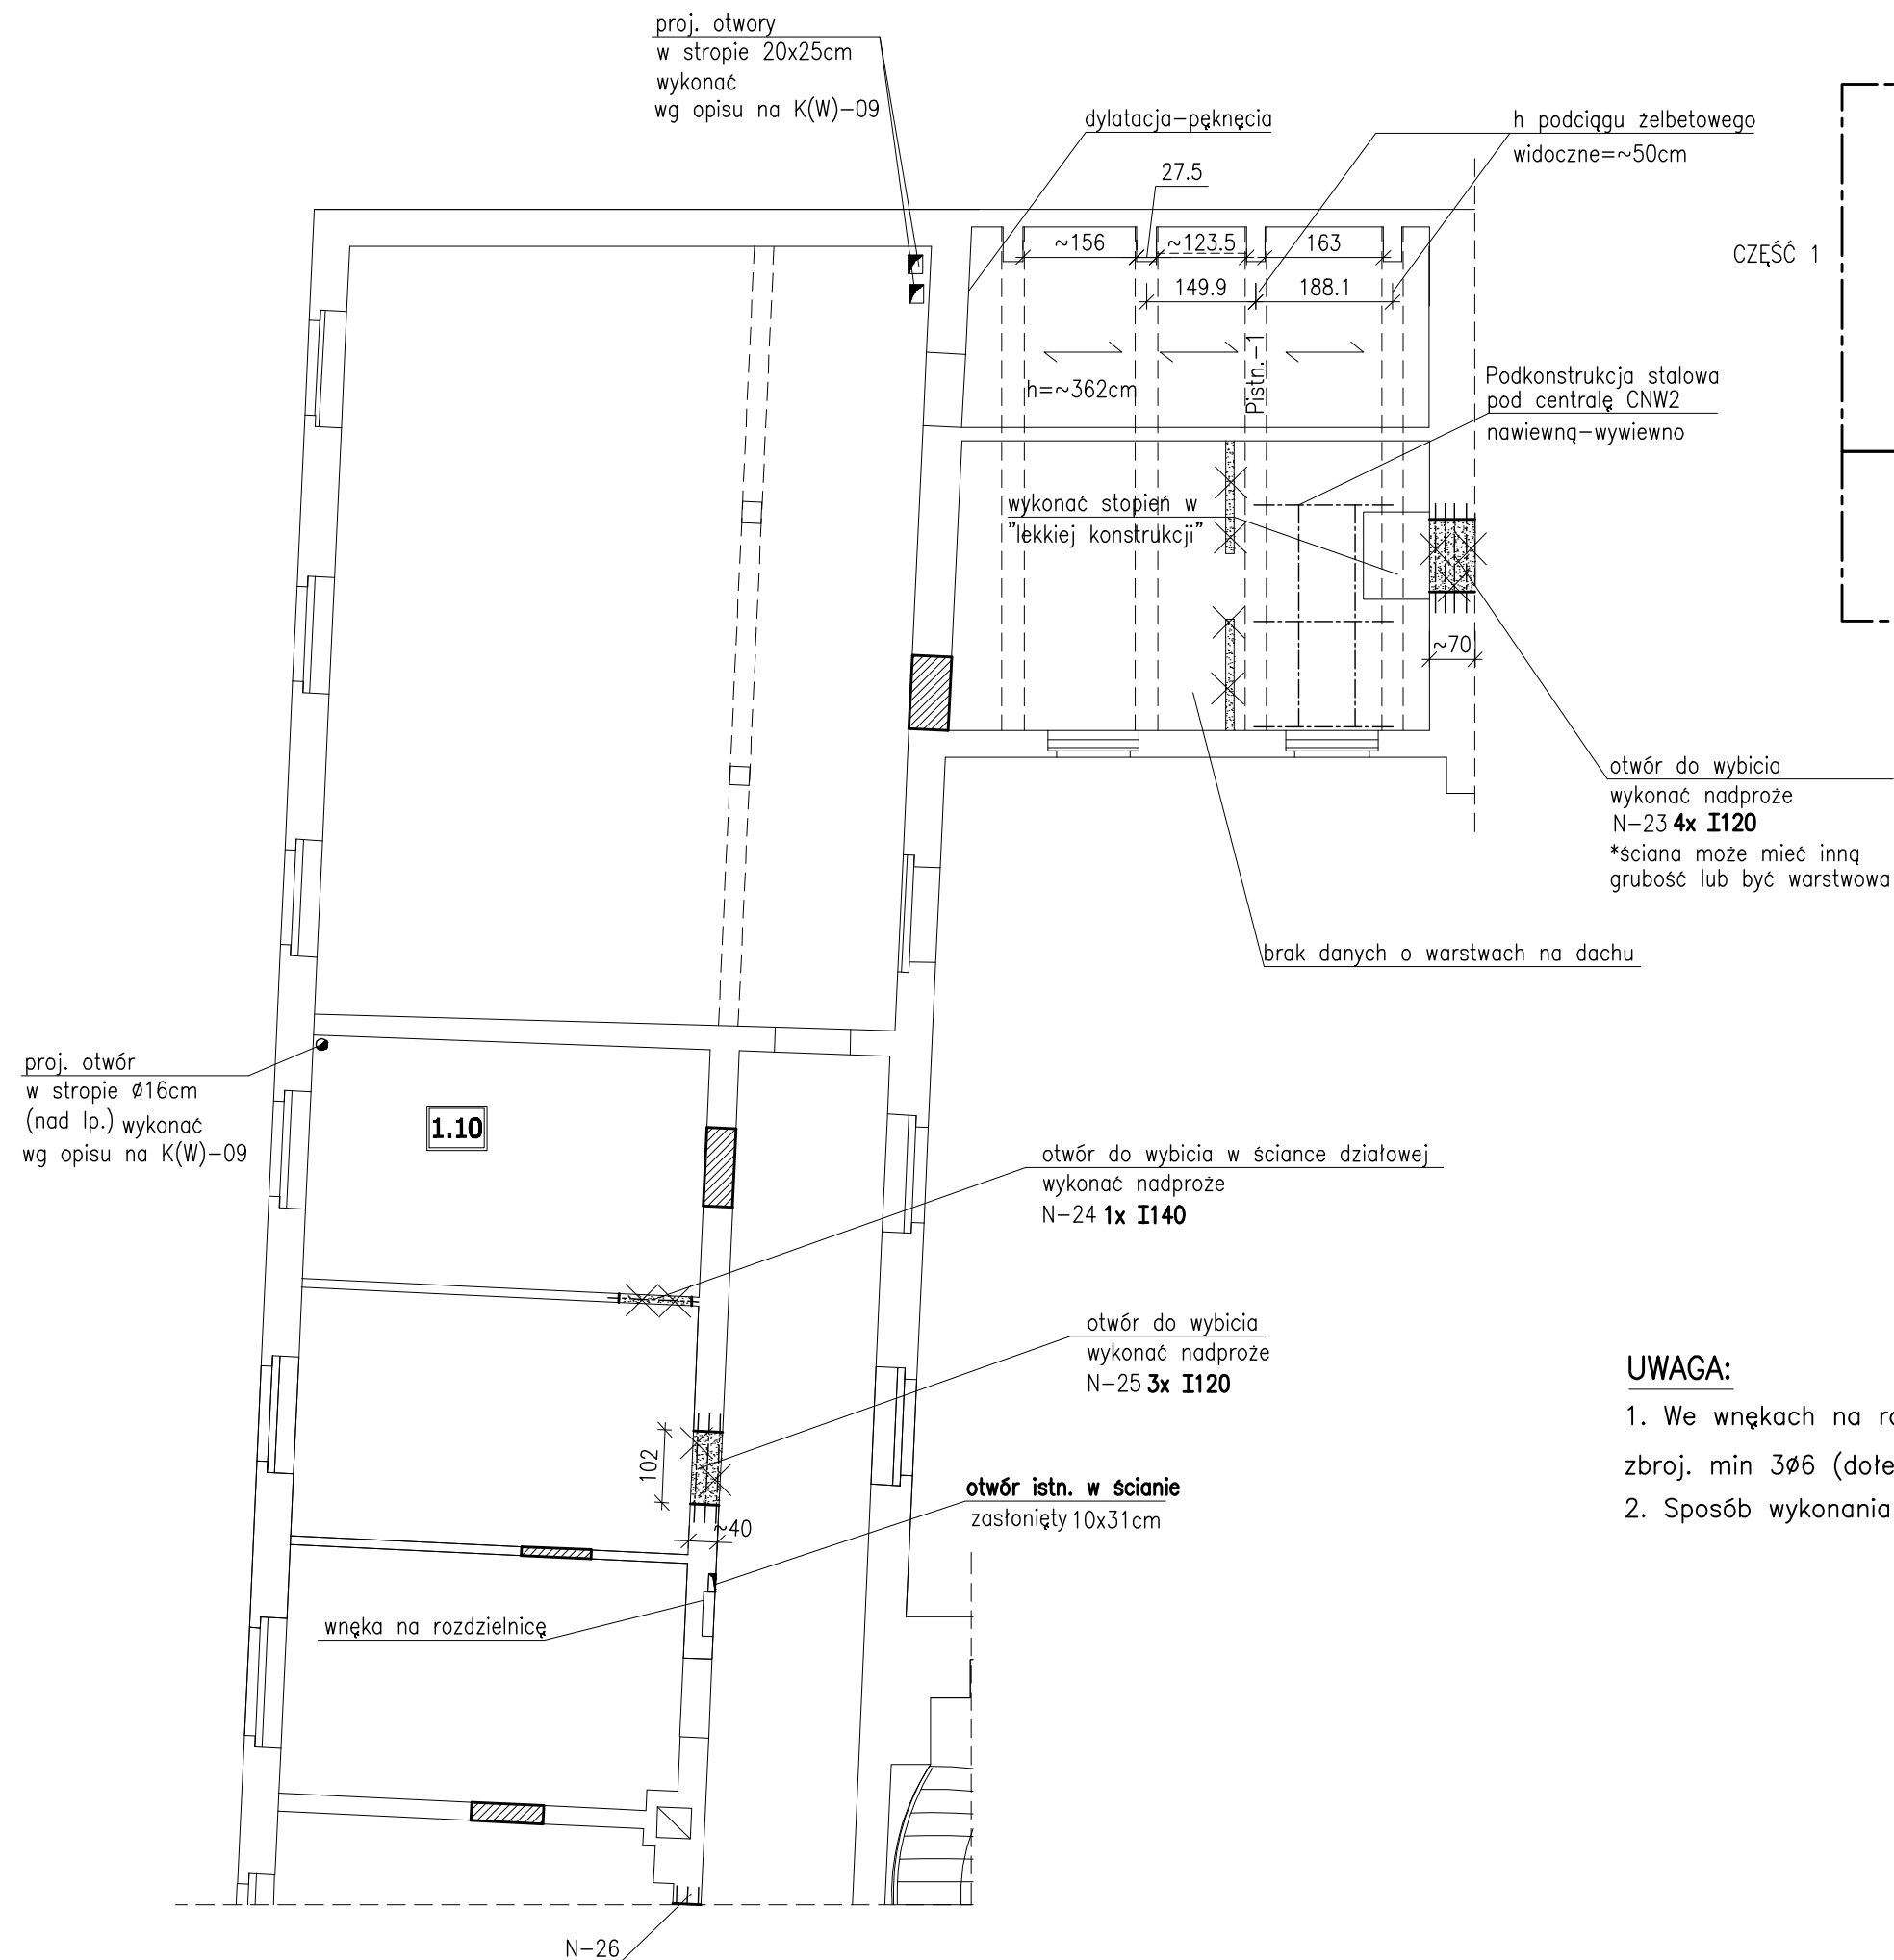 proj. otwory
w stropie 20x25cm
wykonać
wg opisu na K(W)-09
dylatacja-pęknęcia
h podciągu żelbetowego
widoczne=~50cm
27.5
~156
~123.5
163
149.9
188.1
CZĘŚĆ 1
Pistn.-1
h=~362cm
Podkonstrukcja stalowa
pod centralę CNW2
nawiewną-wywiewno
wykonać stopień w
"lekkiej konstrukcji"
~70
otwór do wybicia
wykonać nadproże
N-23 4x I120
*ściana może mieć inną
grubość lub być warstwowa
brak danych o warstwach na dachu
proj. otwór
w stropie Ø16cm
(nad Ip.) wykonać
wg opisu na K(W)-09
1.10
otwór do wybicia w ściance działowej
wykonać nadproże
N-24 1x I140
otwór do wybicia
wykonać nadproże
N-25 3x I120
102
~40
otwór istn. w ścianie
zasłonięty 10x31cm
wnęka na rozdzielnicę
UWAGA:
1. We wnękach na
zbroj. min 3Ø6
2. Sposób wykonania
N-26